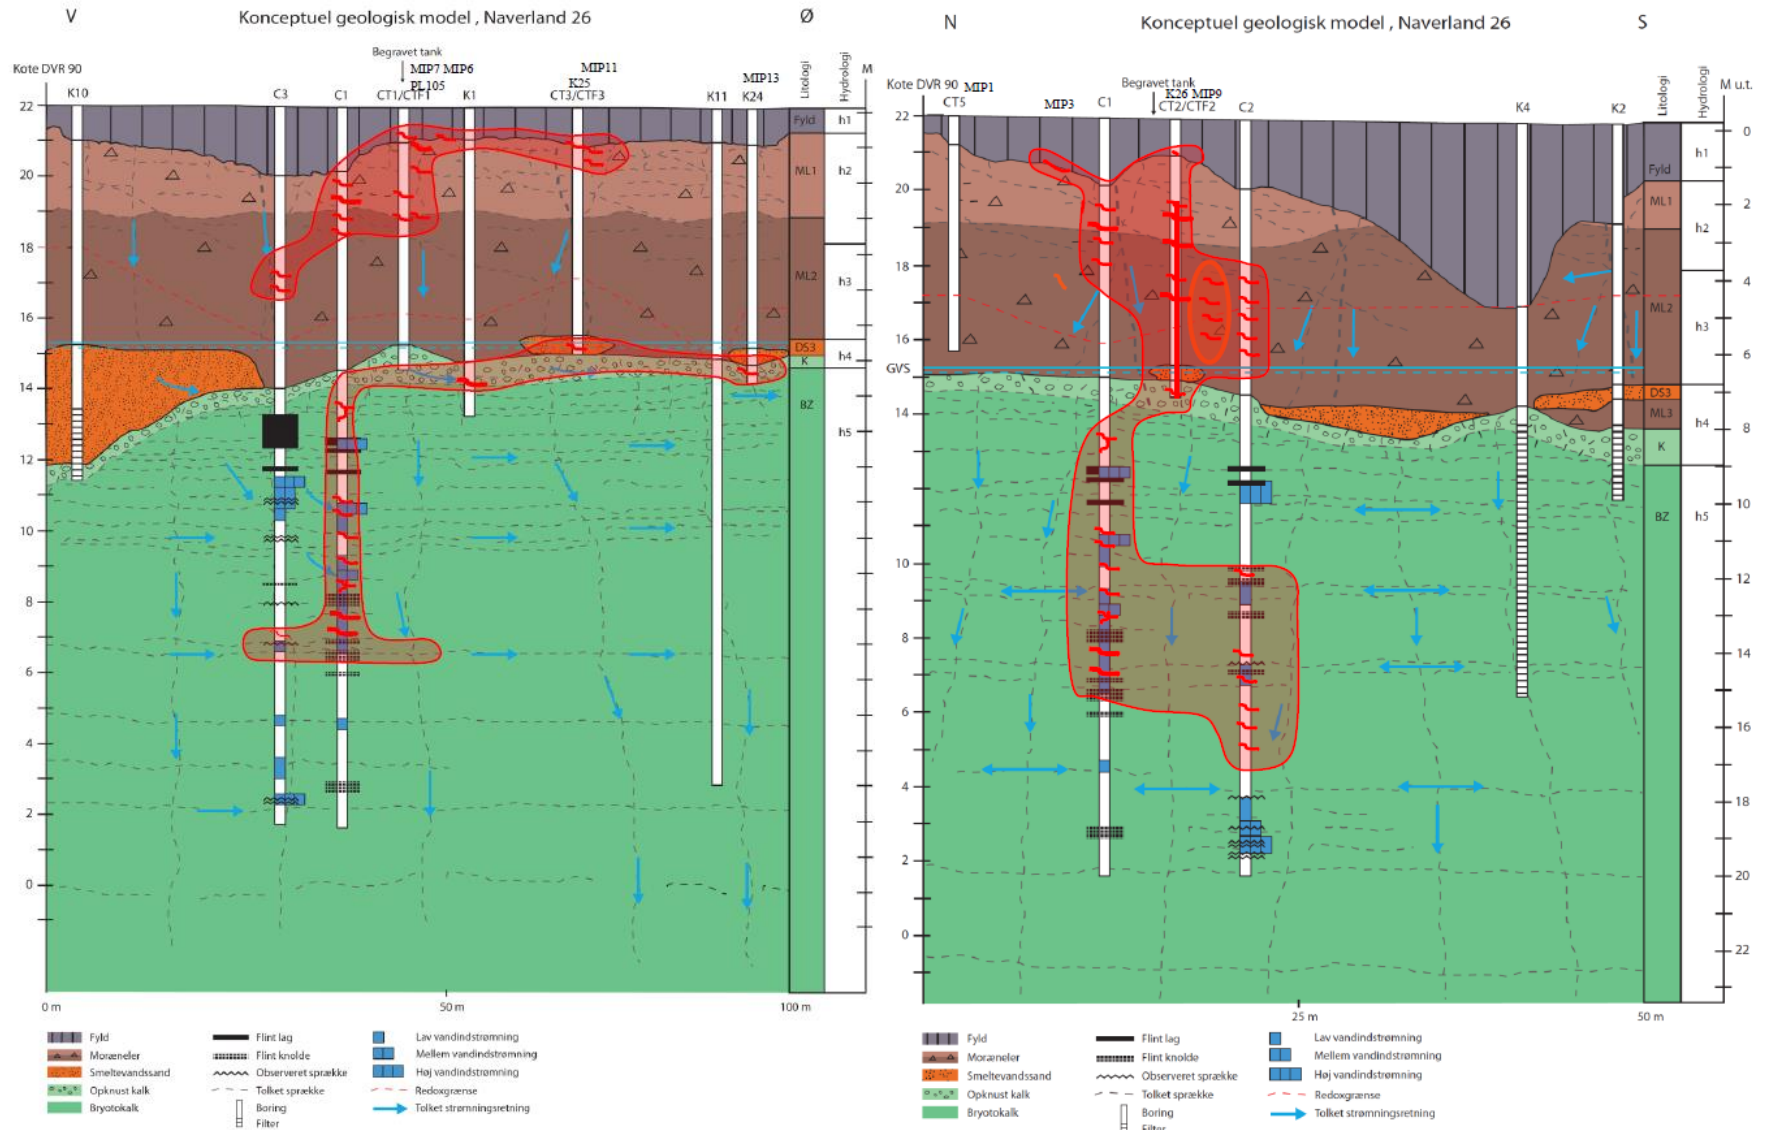 V
Konceptuel geologisk model , Naverland 26
Ø
Begravet tank
Kote DVR 90
MIP7 MIP6
MIP11
MIP13
PL105
K25
K10
C3
C1
CT1/CTF1
K1
CT3/CTF3
K11
K24
Litologi
Hydrologi
M
22
20
18
16
14
12
10
8
6
4
2
0
Fyld
ML1
ML2
DS3
K
BZ
h1
h2
h3
h4
h5
0 m
50 m
100 m
Fyld
Moræneler
Smeltevandssand
Opknust kalk
Bryotokalk
Flint lag
Flint knolde
Observeret sprække
Tolket sprække
Boring
Filter
Lav vandindstrømning
Mellem vandindstrømning
Høj vandindstrømning
Redoxgrænse
Tolket strømningsretning
N
Konceptuel geologisk model , Naverland 26
S
Kote DVR 90
MIP1
Begravet tank
K26 MIP9
CT5
MIP3
C1
CT2/CTF2
C2
K4
K2
Litologi
Hydrologi
M u.t.
22
20
18
16
GVS
14
12
10
8
6
4
2
0
Fyld
ML1
ML2
DS3
ML3
K
BZ
h1
h2
h3
h4
h5
0
2
4
6
8
10
12
14
16
18
20
22
25 m
50 m
Fyld
Moræneler
Smeltevandssand
Opknust kalk
Bryotokalk
Flint lag
Flint knolde
Observeret sprække
Tolket sprække
Boring
Filter
Lav vandindstrømning
Mellem vandindstrømning
Høj vandindstrømning
Redoxgrænse
Tolket strømningsretning